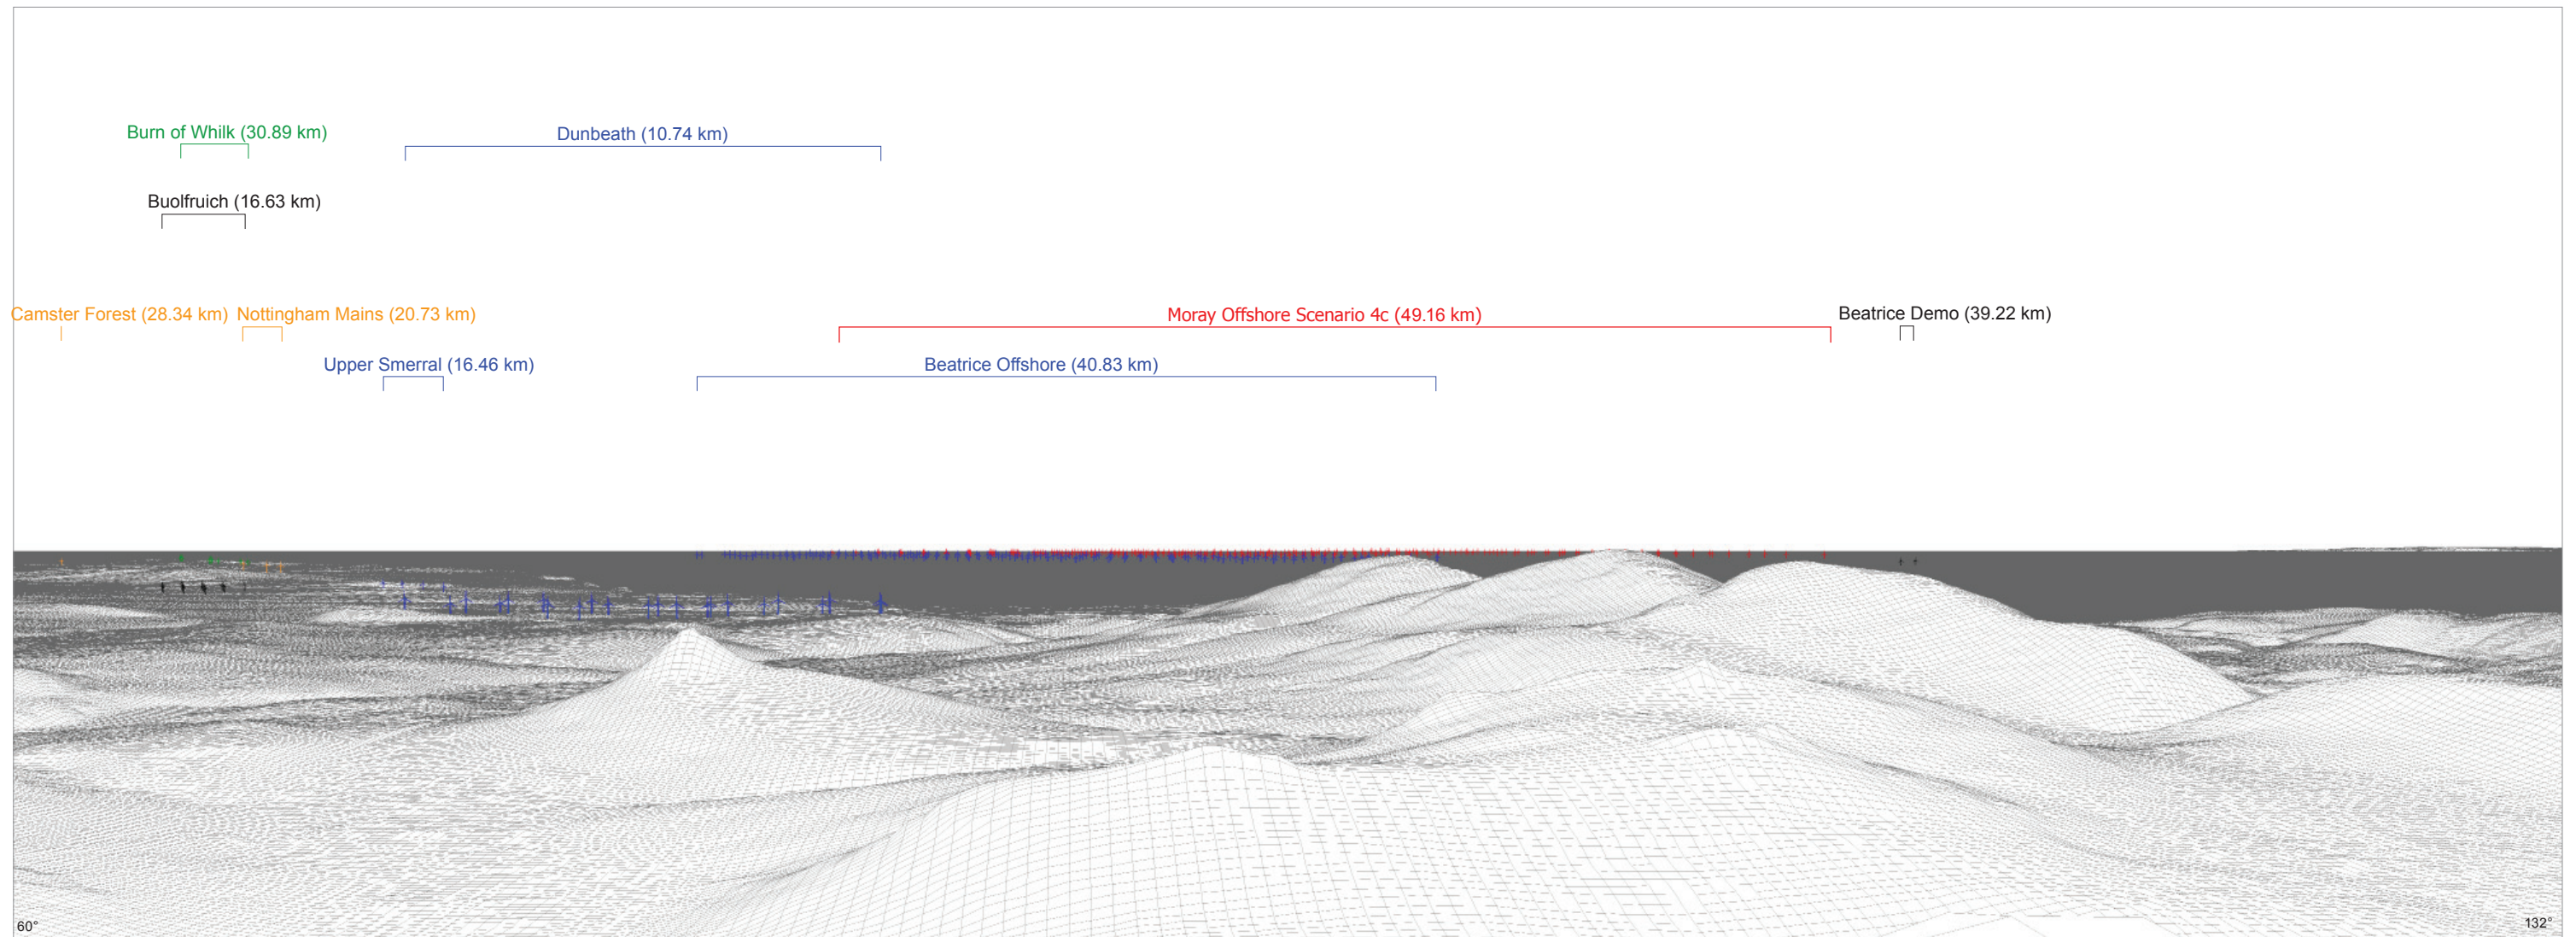 Burn of Whilk (30.89 km)
Dunbeath (10.74 km)
Buolfruich (16.63 km)
Camster Forest (28.34 km)
Nottingham Mains (20.73 km)
Moray Offshore Scenario 4c (49.16 km)
Beatrice Demo (39.22 km)
Upper Smerral (16.46 km)
Beatrice Offshore (40.83 km)
60°
132°